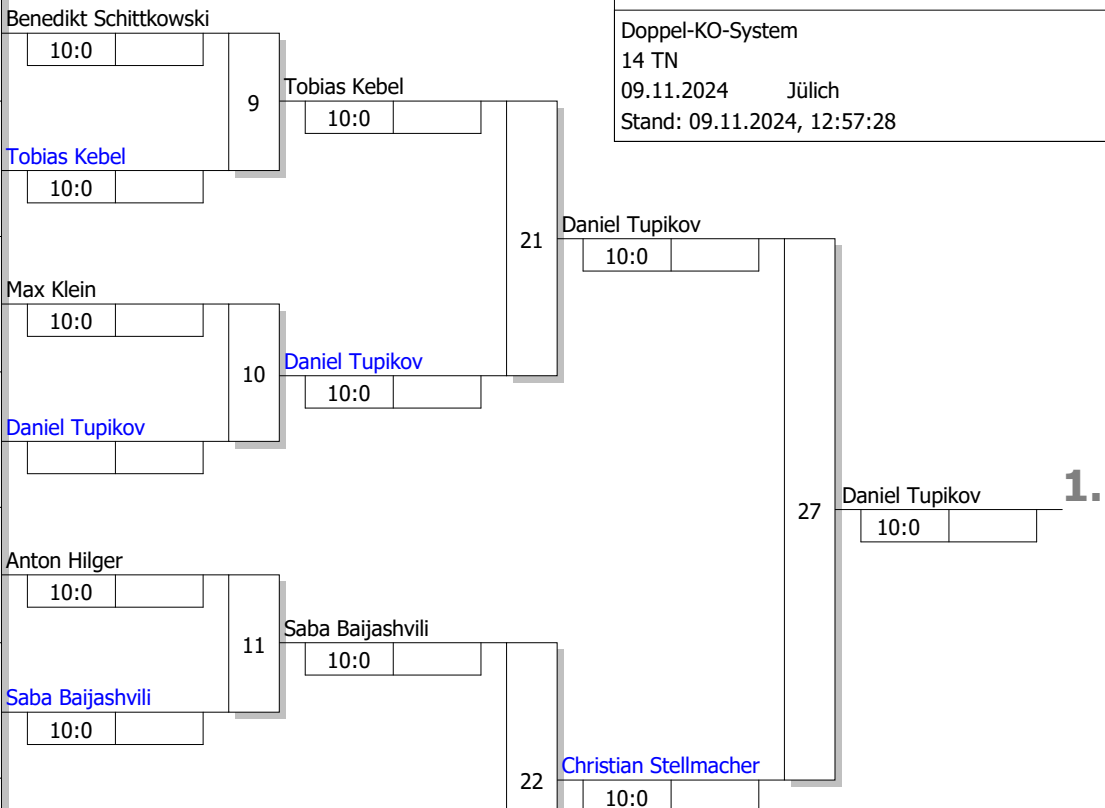 Benedikt Schittkowski
10:0
9
Tobias Kebel
10:0
Tobias Kebel
10:0
Doppel-KO-System
14 TN
09.11.2024 Jülich
Stand: 09.11.2024, 12:57:28
21
Daniel Tupikov
10:0
Max Klein
10:0
10
Daniel Tupikov
10:0
Daniel Tupikov
27
Daniel Tupikov
10:0
1.
Anton Hilger
10:0
11
Saba Baijashvili
10:0
Saba Baijashvili
10:0
22
Christian Stellmacher
10:0